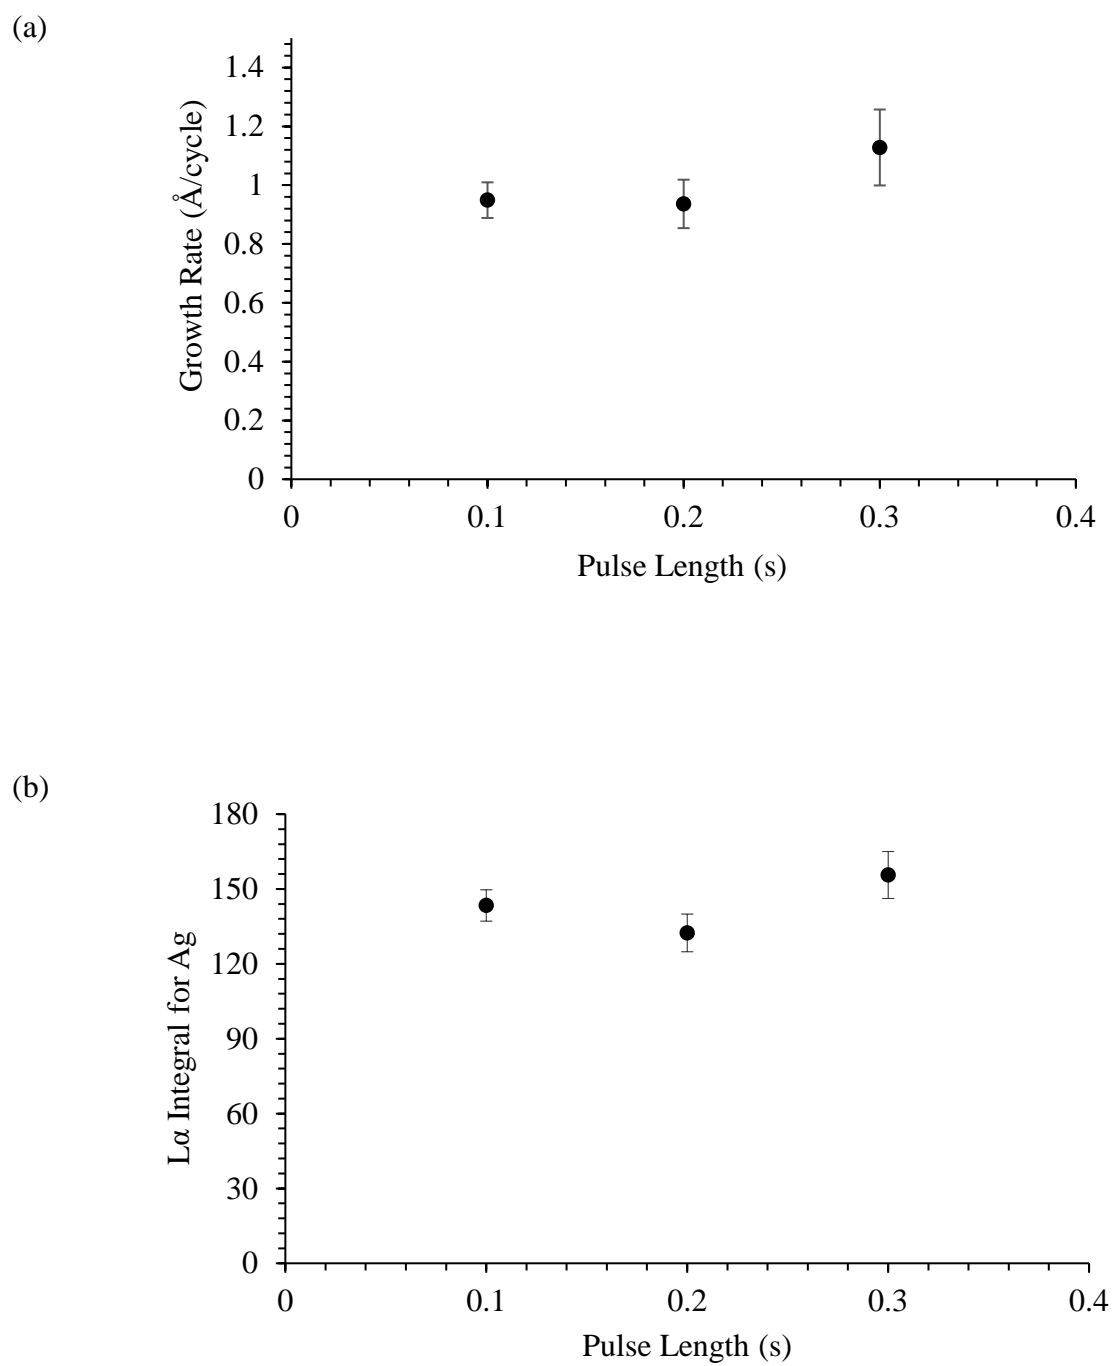 (a)
Growth Rate (Å/cycle)
1.4
1.2
1
0.8
0.6
0.4
0.2
0
0 0.1 0.2 0.3 0.4
Pulse Length (s)
(b)
Lα Integral for Ag
180
150
120
90
60
30
0
0 0.1 0.2 0.3 0.4
Pulse Length (s)